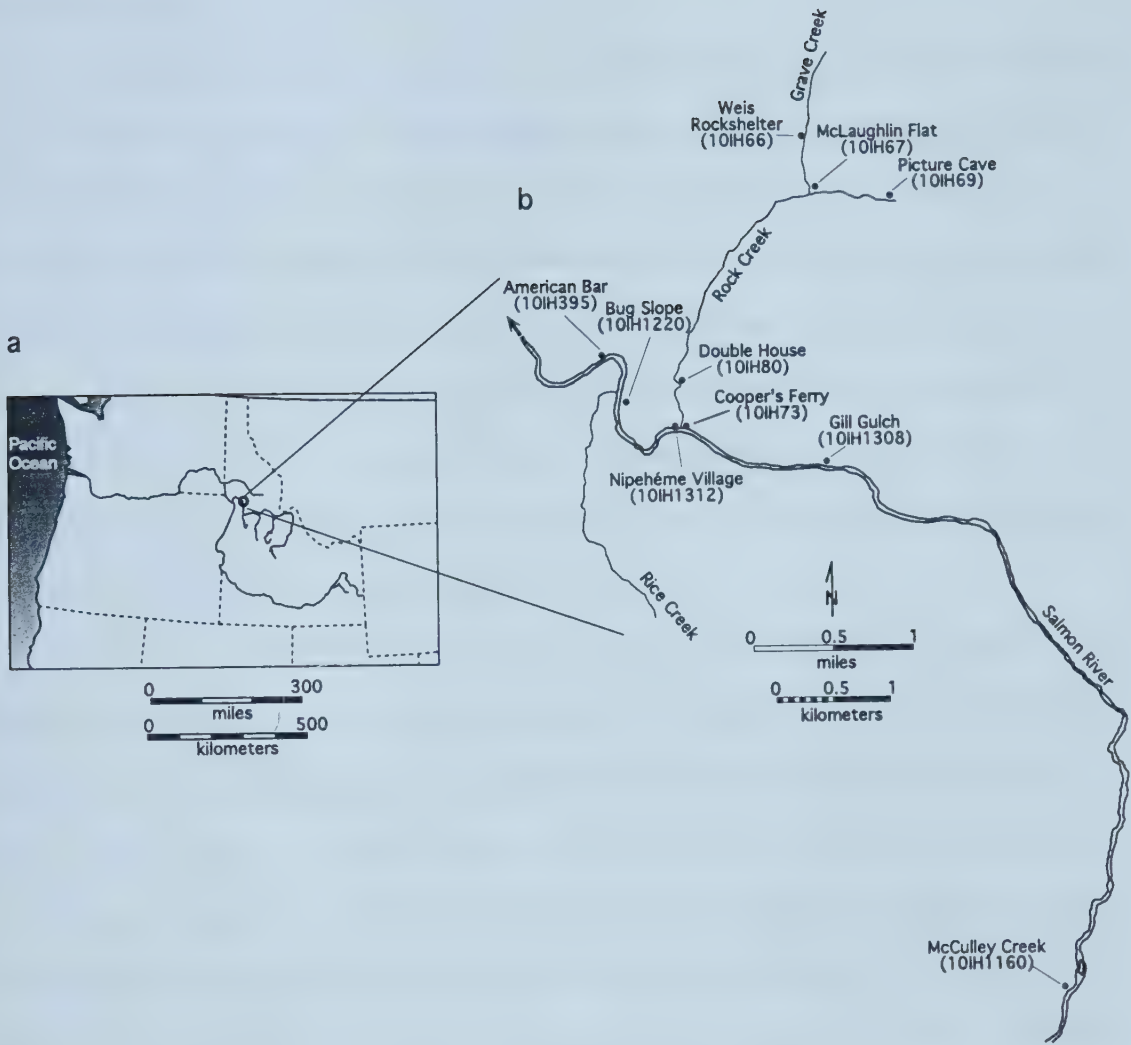 Grave Creek
Weis
Rockshelter
(10IH66)
McLaughlin Flat
(10IH67)
Picture Cave
(10IH69)
b
Rock Creek
American Bar
(10IH395)
Bug Slope
(10IH1220)
a
Double House
(10IH80)
Cooper's Ferry
(10IH73)
Gill Gulch
(10IH1308)
Pacific
Ocean
Nipehéme Village
(10IH1312)
Rice Creek
N
0 0.5 1
miles
0 0.5 1
kilometers
Salmon River
0 300
miles
0 500
kilometers
McCulley Creek
(10IH1160)